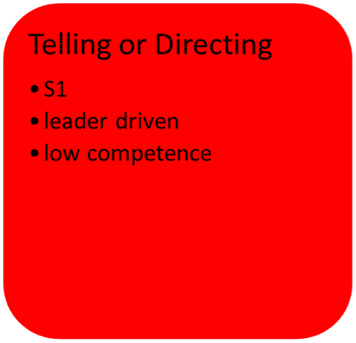 Telling or Directing
• S1
• leader driven
• low competence